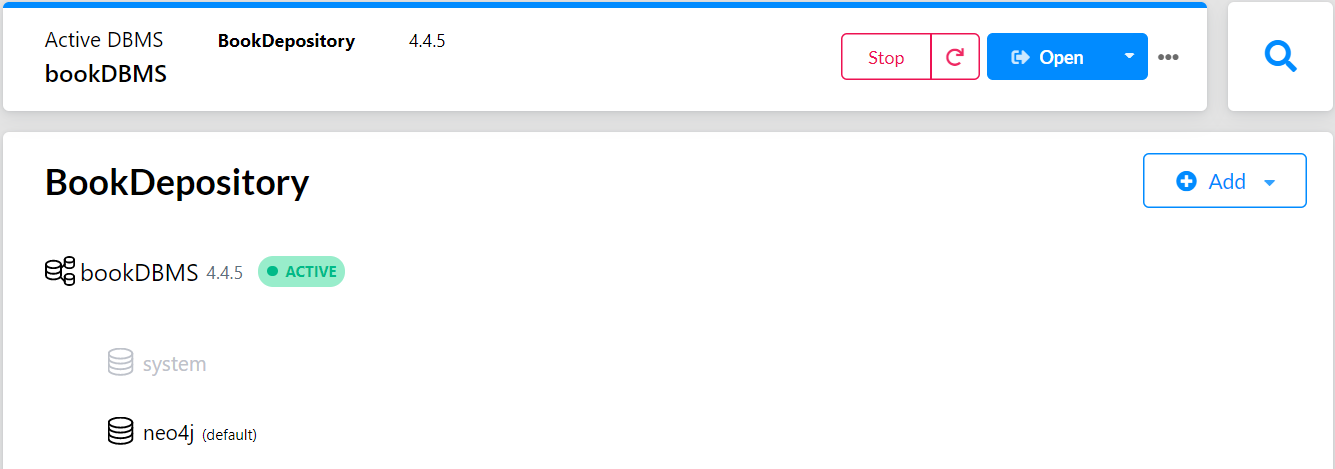 Active DBMS BookDepository 4.4.5
bookDBMS
Stop Open
BookDepository
Add
bookDBMS 4.4.5 ACTIVE
system
neo4j (default)